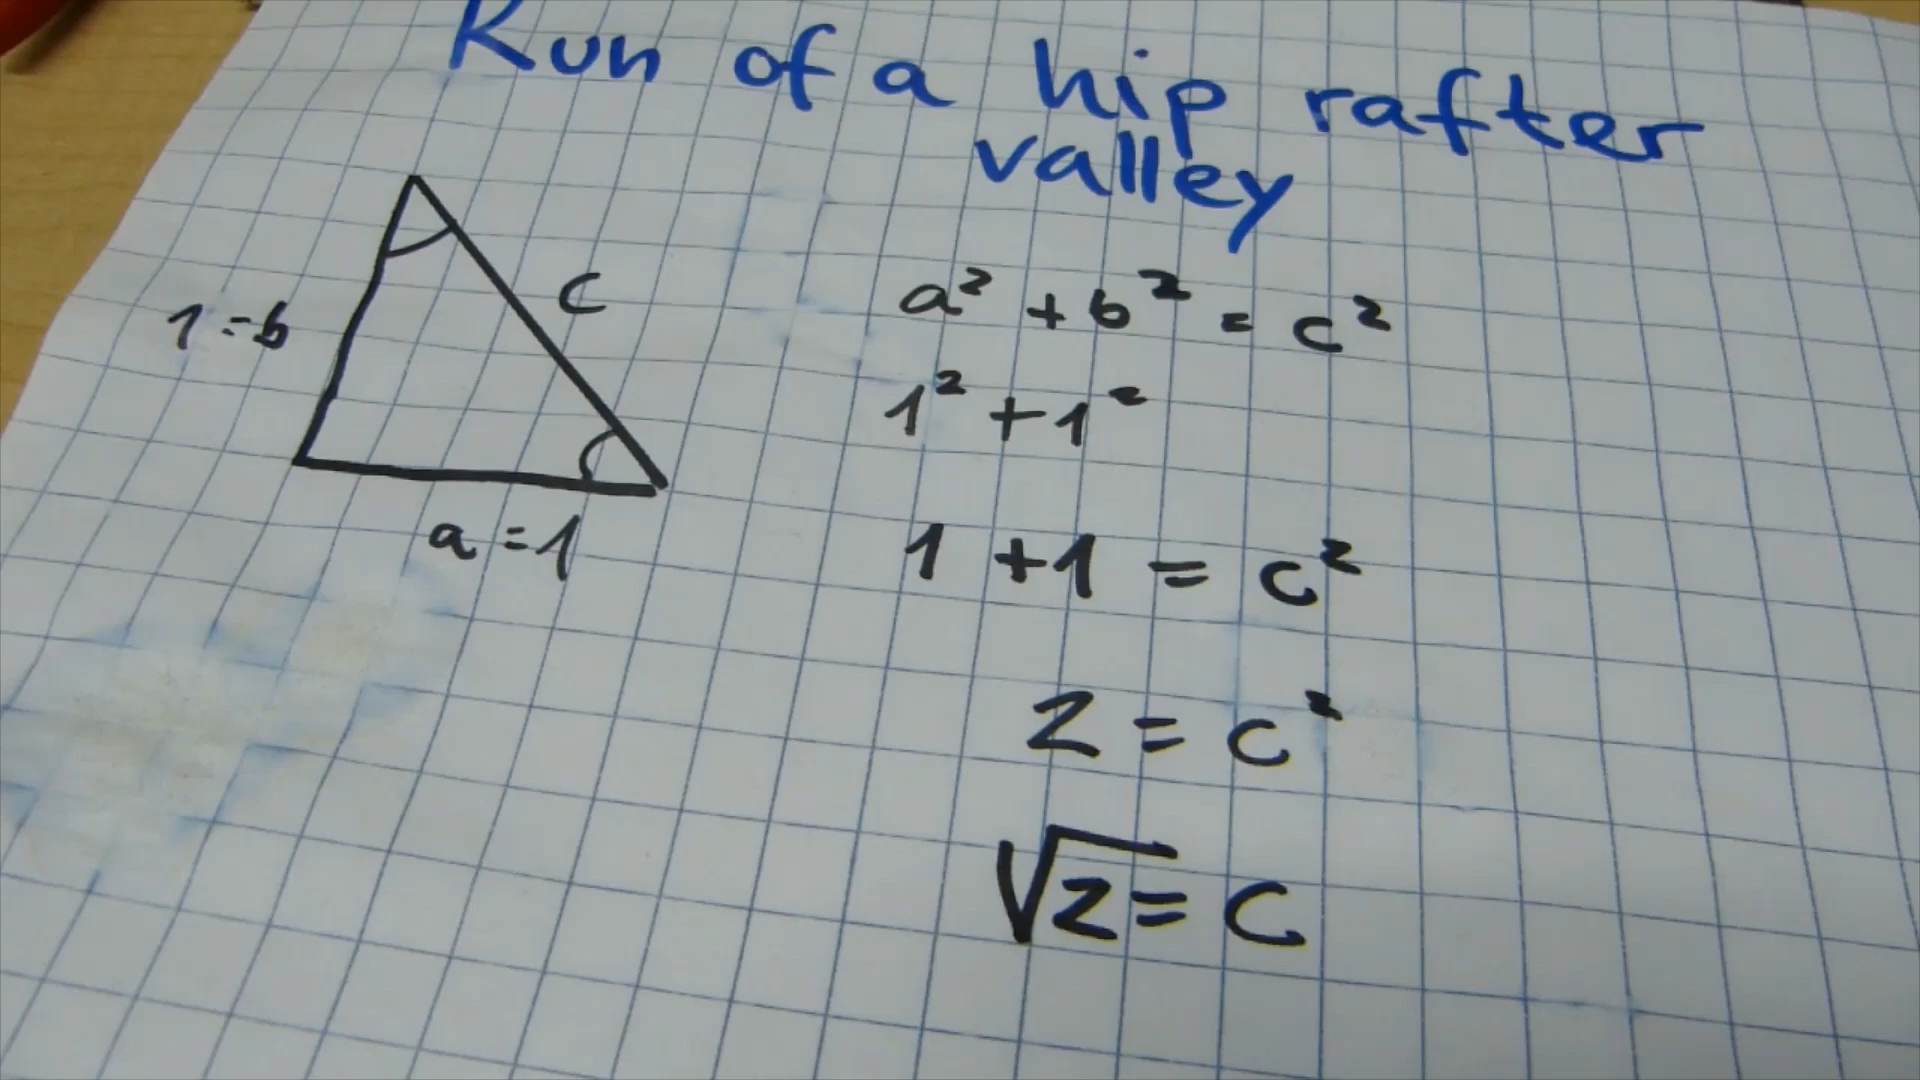 Run of a hip rafter
valley
1=b
c
a=1
a² + b² = c²
1² + 1²
1 + 1 = c²
2 = c²
√2 = c